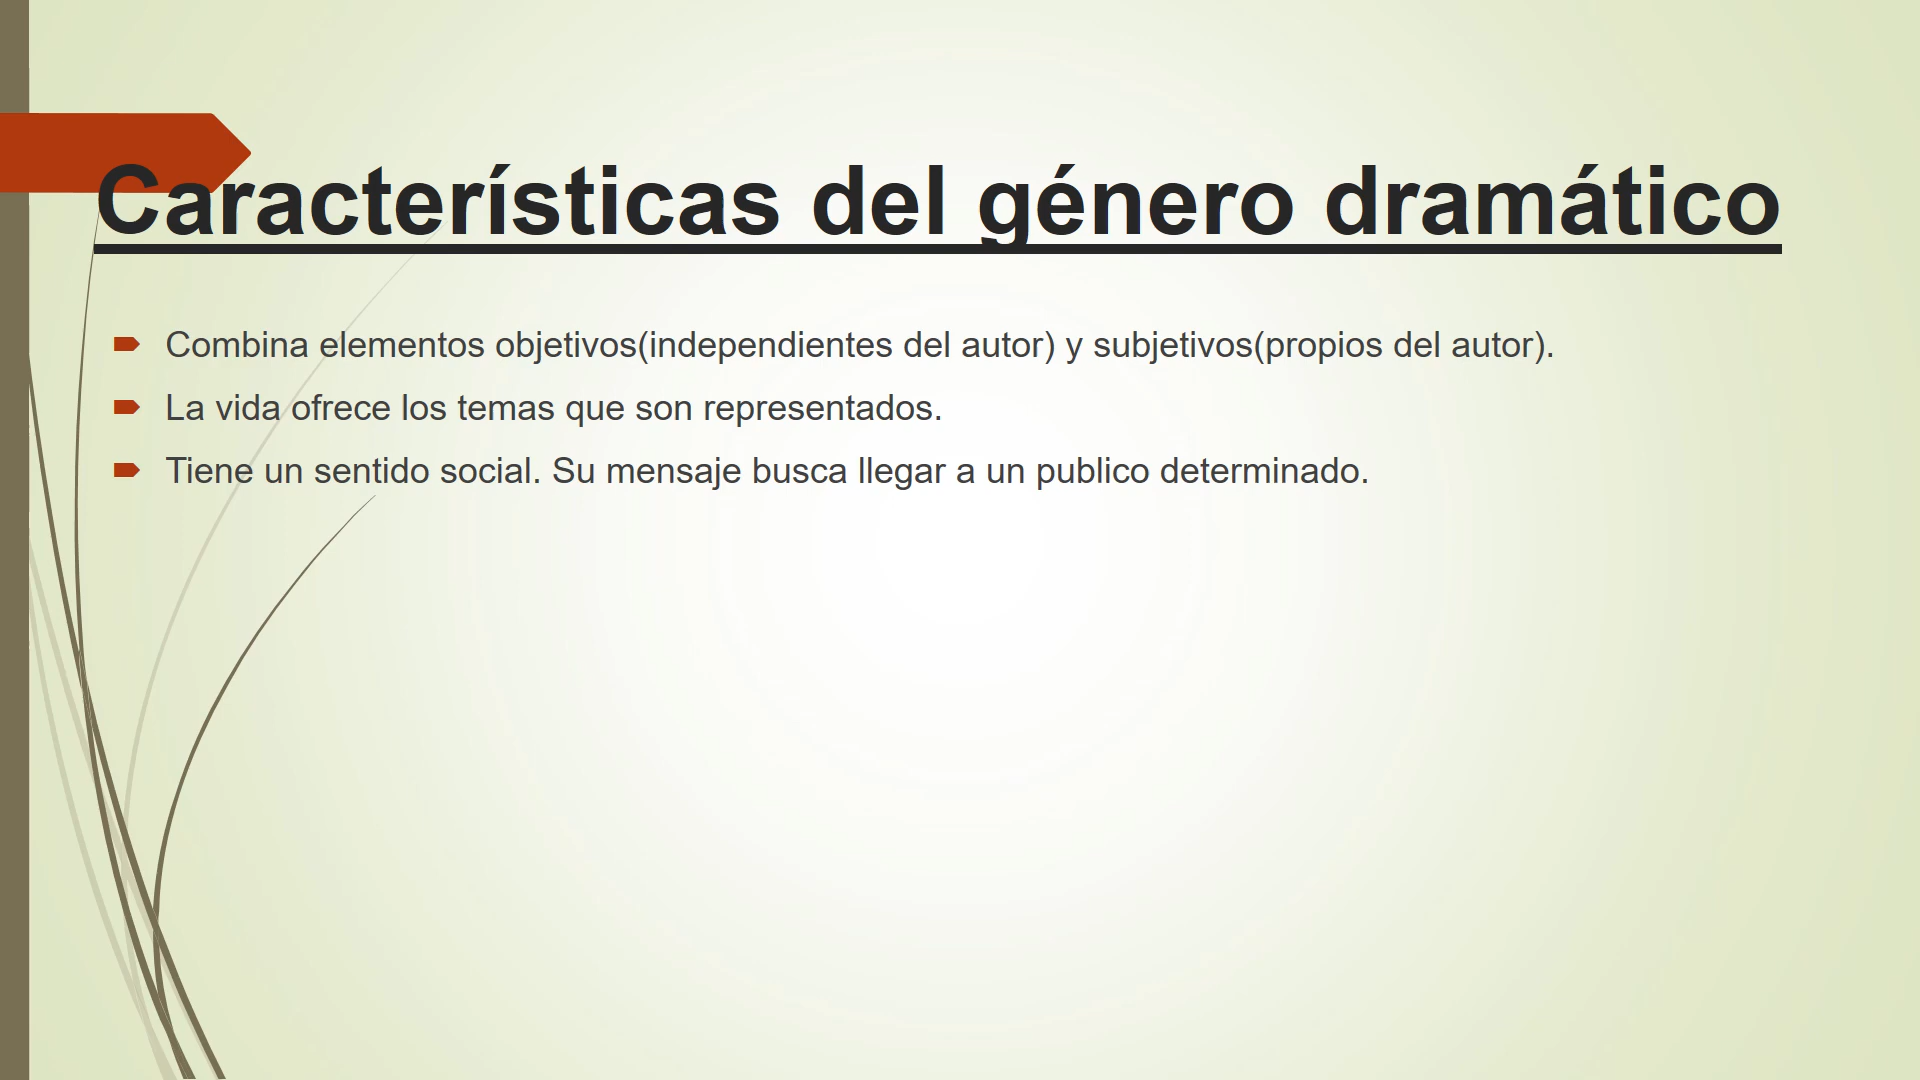 Características del género dramático
Combina elementos objetivos(independientes del autor) y subjetivos(propios del autor).
La vida ofrece los temas que son representados.
Tiene un sentido social. Su mensaje busca llegar a un publico determinado.